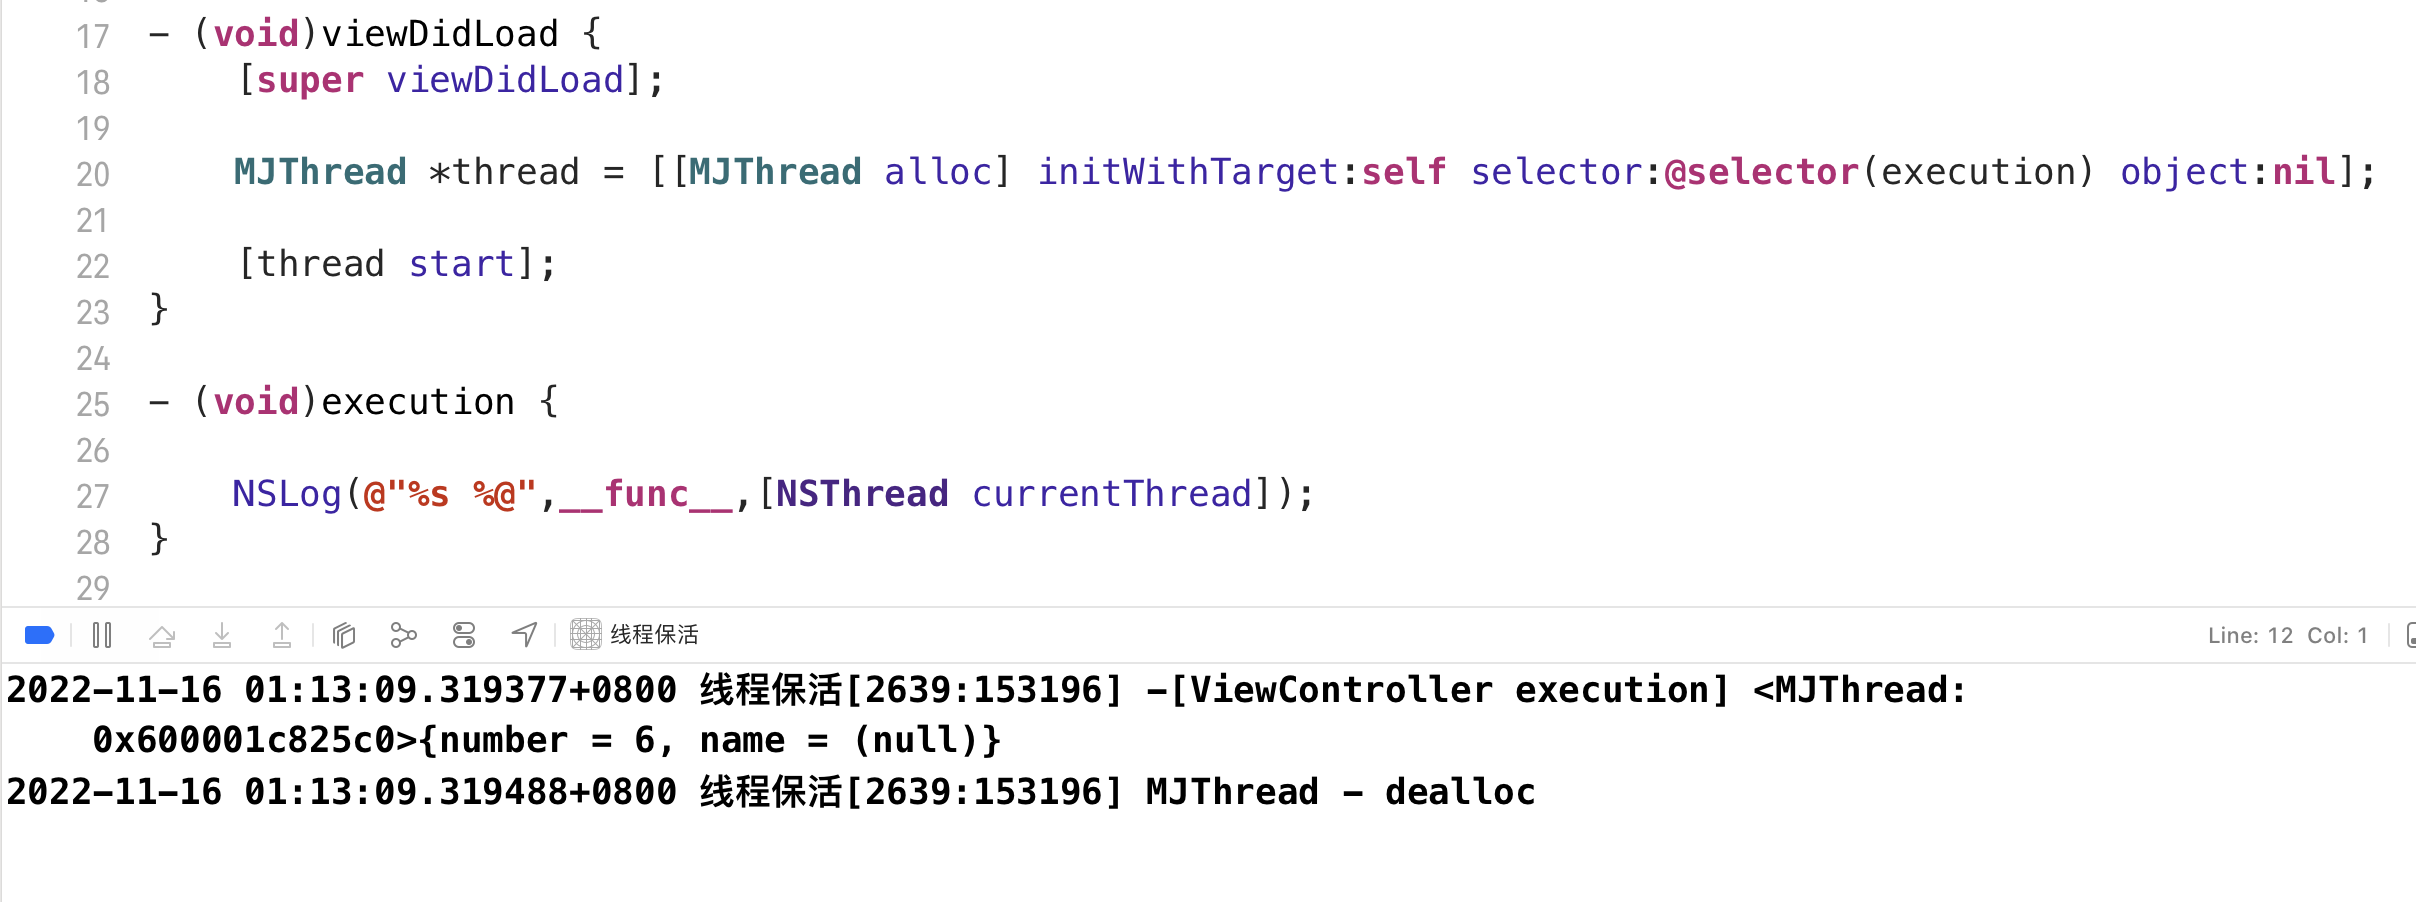 17 - (void)viewDidLoad {
18     [super viewDidLoad];
19
20     MJThread *thread = [[MJThread alloc] initWithTarget:self selector:@selector(execution) object:nil];
21
22     [thread start];
23 }
24
25 - (void)execution {
26
27     NSLog(@"%s %@",__func__,[NSThread currentThread]);
28 }
29
线程保活 Line: 12 Col: 1
2022-11-16 01:13:09.319377+0800 线程保活[2639:153196] -[ViewController execution] <MJThread:
    0x600001c825c0>{number = 6, name = (null)}
2022-11-16 01:13:09.319488+0800 线程保活[2639:153196] MJThread - dealloc